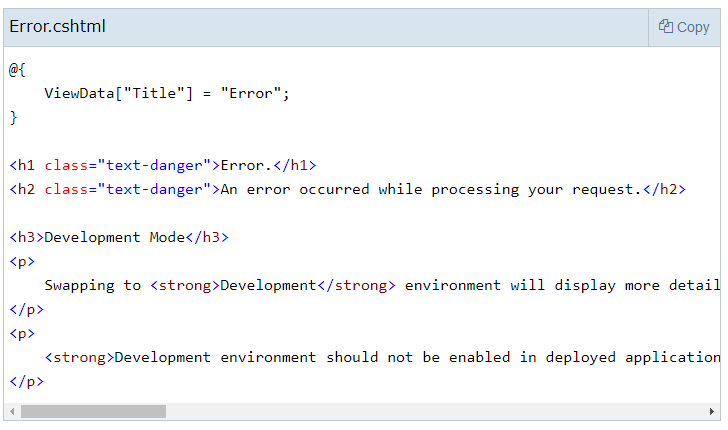 Error.cshtml
Copy
@{
    ViewData["Title"] = "Error";
}

<h1 class="text-danger">Error.</h1>
<h2 class="text-danger">An error occurred while processing your request.</h2>

<h3>Development Mode</h3>
<p>
    Swapping to <strong>Development</strong> environment will display more detail
</p>
<p>
    <strong>Development environment should not be enabled in deployed application
</p>